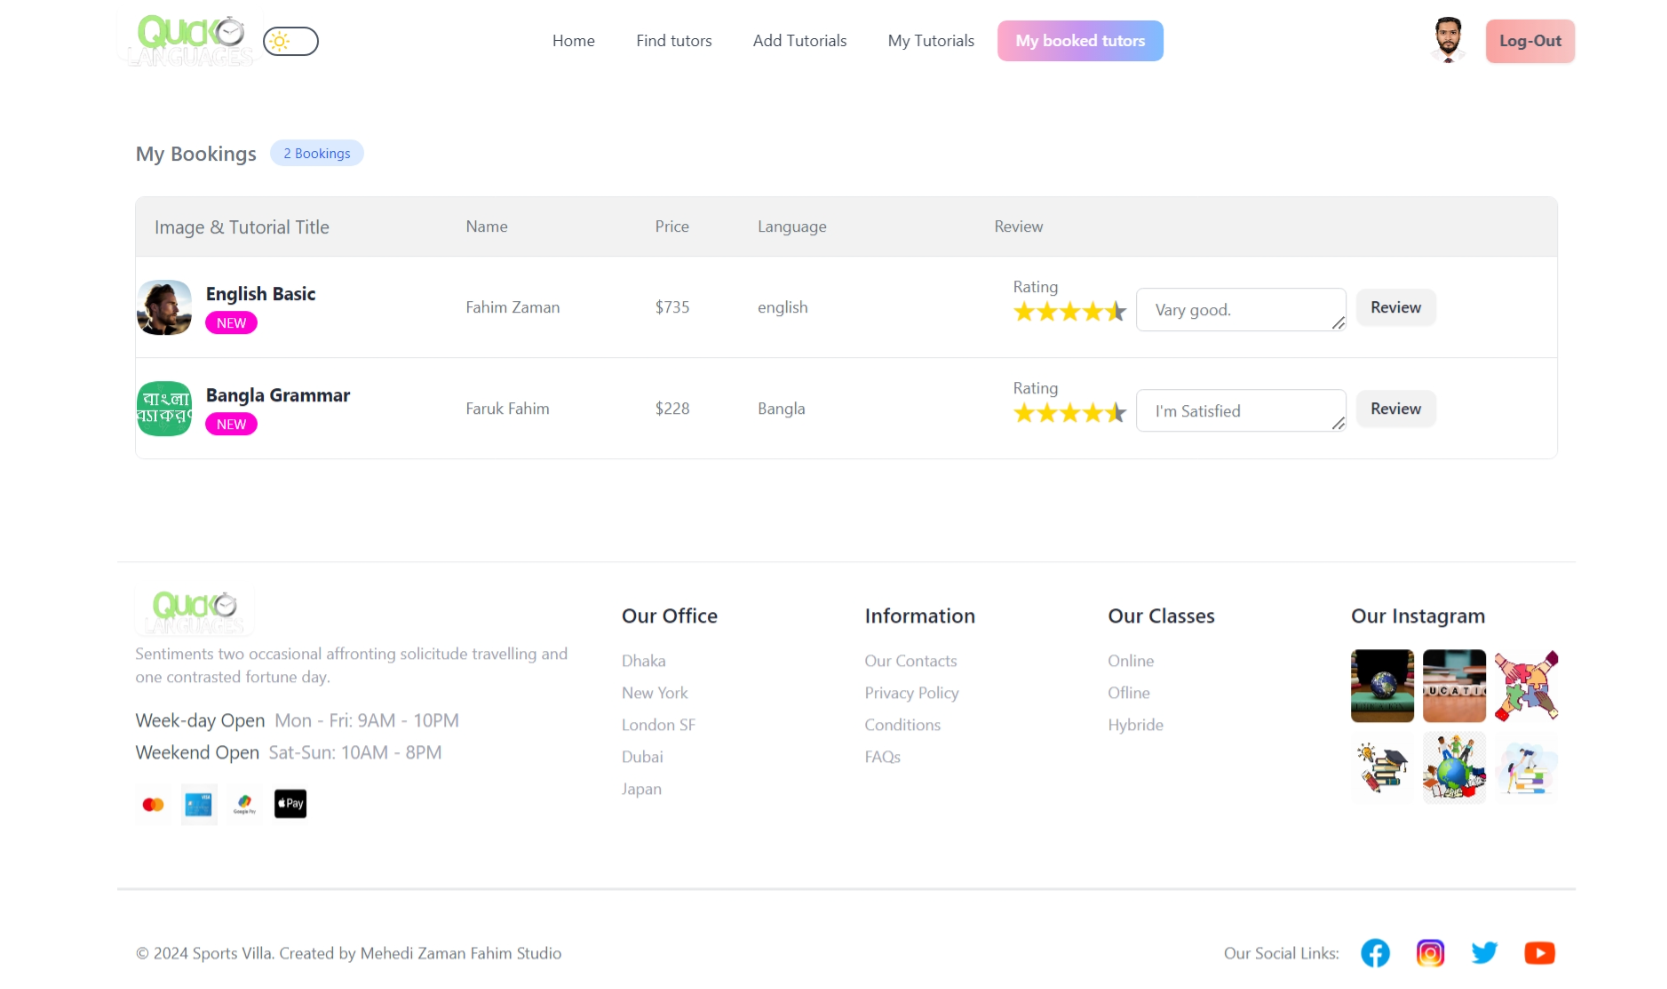 QUICK
LANGUAGES
Home
Find tutors
Add Tutorials
My Tutorials
My booked tutors
Log-Out
My Bookings
2 Bookings
Image & Tutorial Title
Name
Price
Language
Review
English Basic
NEW
Fahim Zaman
$735
english
Rating
Vary good.
Review
বাংলা
ব্যাকরণ
Bangla Grammar
NEW
Faruk Fahim
$228
Bangla
Rating
I'm Satisfied
Review
QUICK
LANGUAGES
Sentiments two occasional affronting solicitude travelling and
one contrasted fortune day.
Week-day Open Mon - Fri: 9AM - 10PM
Weekend Open Sat-Sun: 10AM - 8PM
VISA
Google Pay
Pay
Our Office
Dhaka
New York
London SF
Dubai
Japan
Information
Our Contacts
Privacy Policy
Conditions
FAQs
Our Classes
Online
Ofline
Hybride
Our Instagram
UCATI
© 2024 Sports Villa. Created by Mehedi Zaman Fahim Studio
Our Social Links: